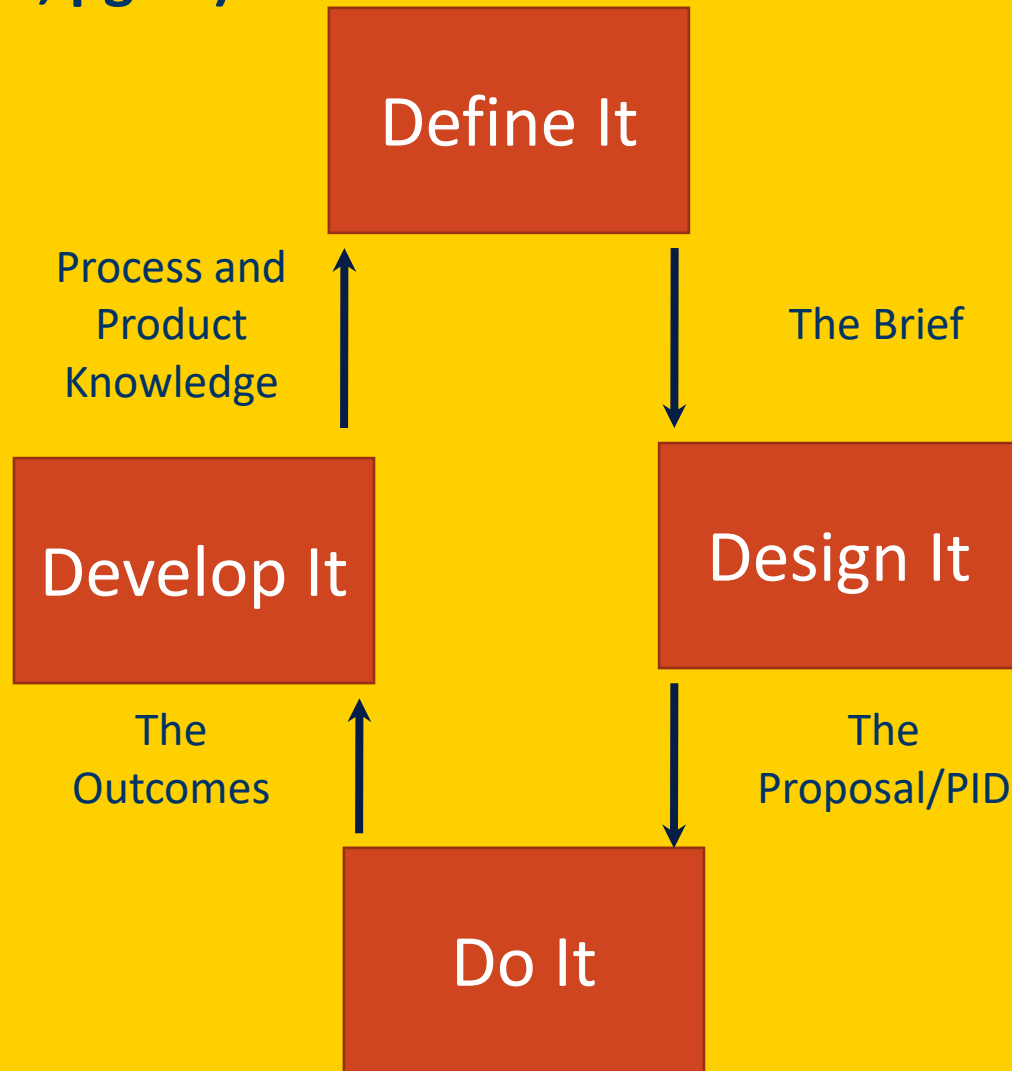 Define It
Process and
Product
Knowledge
The Brief
Develop It
Design It
The
Outcomes
The
Proposal/PID
Do It